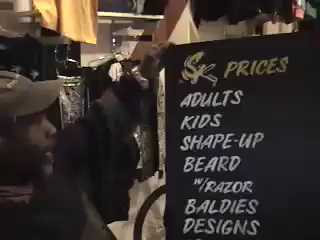 SK PRICES
ADULTS
KIDS
SHAPE-UP
BEARD
W/RAZOR
BALDIES
DESIGNS